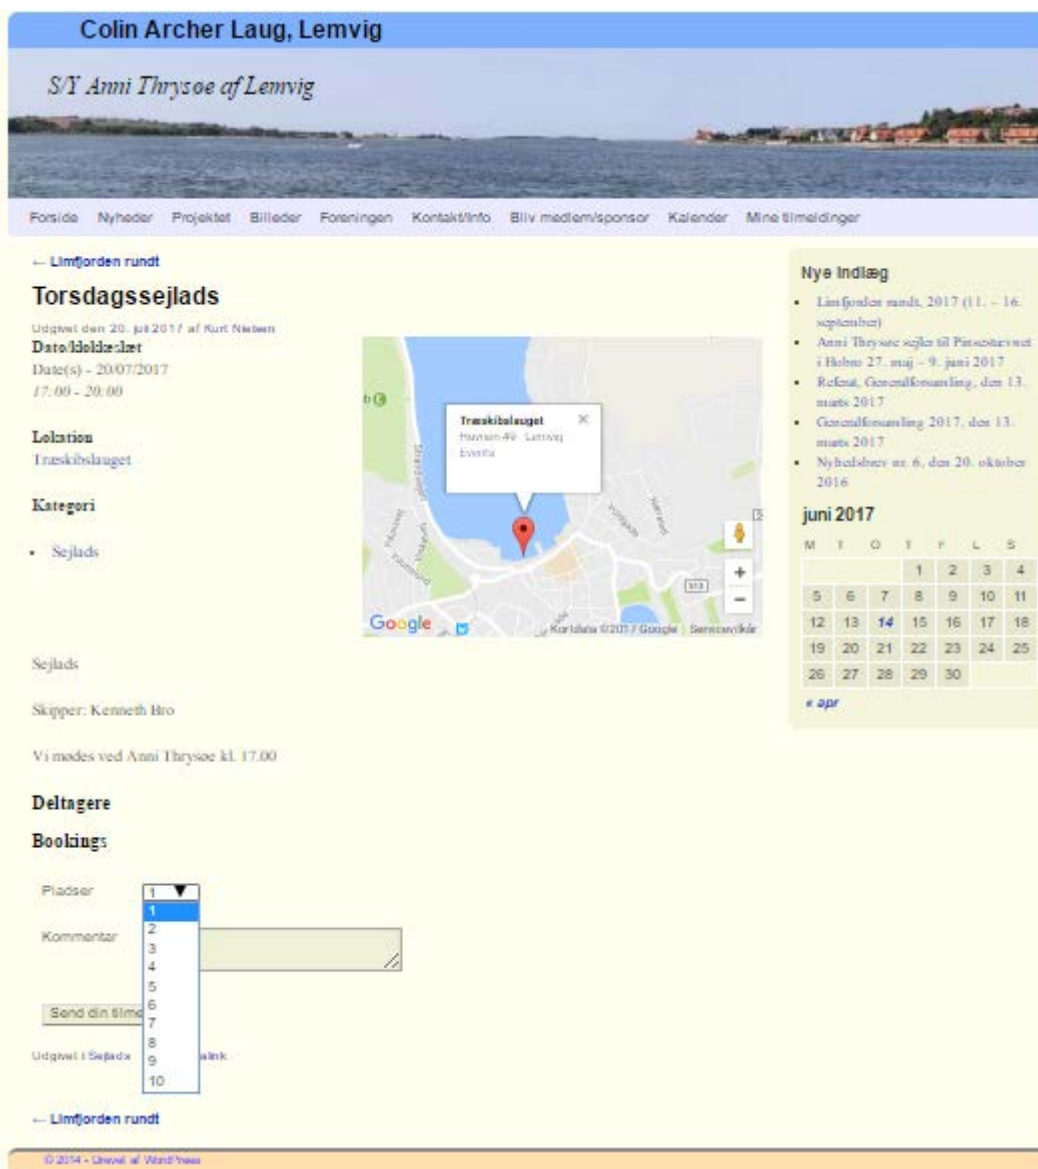 Colin Archer Laug, Lemvig
S/Y Anni Thrysøe af Lemvig
Forside Nyheder Projektet Billeder Foreningen Kontakt/Info Bliv medlem/sponsor Kalender Mine tilmeldinger
← Limfjorden rundt
Torsdagssejlads
Udgivet den 20. juli 2017 af Kurt Nielsen
Dato/klokkeslæt
Date(s) - 20/07/2017
17:00 - 20:00
Lokation
Træskibslauget
Kategori
• Sejlads
Træskibslauget
Havnen 49 - Lemvig
Events
Google
Kortdata ©2017 Google Servicevilkår
Sejlads
Skipper: Kenneth Bro
Vi mødes ved Anni Thrysøe kl. 17.00
Deltagere
Bookings
Pladser 1
1
2
3
4
5
6
7
8
9
10
Kommentar
Send din tilme
Udgivet i Sejlads alink
← Limfjorden rundt
Nye indlæg
• Limfjorden rundt, 2017 (11. – 16.
september)
• Anni Thrysøe sejler til Pinsestævnet
i Hobro 27. maj – 9. juni 2017
• Referat, Generalforsamling, den 13.
marts 2017
• Generalforsamling 2017, den 13.
marts 2017
• Nyhedsbrev nr. 6, den 20. oktober
2016
juni 2017
M T O T F L S
1 2 3 4
5 6 7 8 9 10 11
12 13 14 15 16 17 18
19 20 21 22 23 24 25
26 27 28 29 30
« apr
© 2014 - Drevet af WordPress